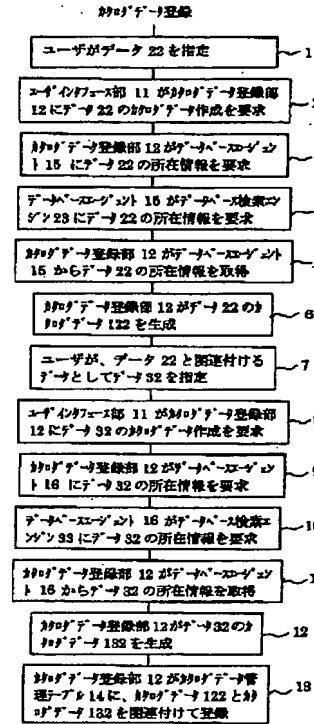 カタログデータ登録
ユーザがデータ 22 を指定
1
ユーザインタフェース部 11 がカタログデータ登録部
12 にデータ 22 のカタログデータ作成を要求
カタログデータ登録部 12 がデータベースエージェ
ント 15 にデータ 22 の所在情報を要求
データベースエージェント 15 がデータベース検索エン
ジン 23 にデータ 22 の所在情報を要求
カタログデータ登録部 12 がデータベースエージェント
15 からデータ 22 の所在情報を取得
カタログデータ登録部 12 がデータ 22 のカ
タログデータ 122 を生成
6
ユーザが、データ 22 と関連付ける
データとしてデータ 32 を指定
7
ユーザインタフェース部 11 がカタログデータ登録部
12 にデータ 32 のカタログデータ作成を要求
カタログデータ登録部 12 がデータベースエージェ
ント 16 にデータ 32 の所在情報を要求
データベースエージェント 16 がデータベース検索エ
ンジン 33 にデータ 32 の所在情報を要求
カタログデータ登録部 12 がデータベースエージェン
ト 16 からデータ 32 の所在情報を取得
カタログデータ登録部 12 がデータ 32 のカ
タログデータ 132 を生成
12
カタログデータ登録部 12 がカタログデータ管
理テーブル 14 に、カタログデータ 122 とカタ
ログデータ 132 を関連付けて登録
13